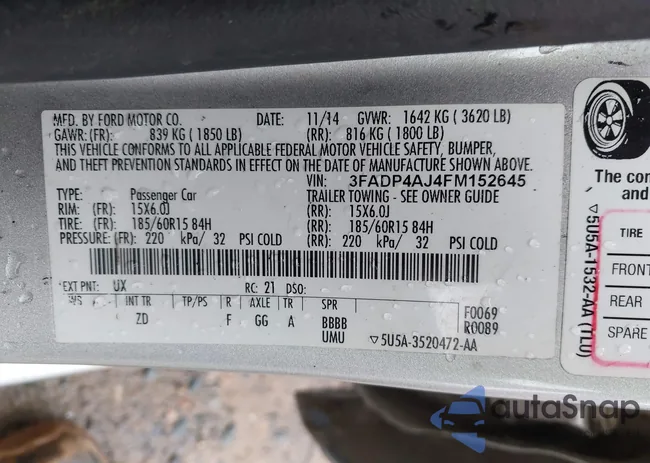 MFD. BY FORD MOTOR CO. DATE: 11/14 GVWR: 1642 KG ( 3620 LB)
GAWR: (FR): 839 KG ( 1850 LB) (RR): 816 KG ( 1800 LB)
THIS VEHICLE CONFORMS TO ALL APPLICABLE FEDERAL MOTOR VEHICLE SAFETY, BUMPER,
AND THEFT PREVENTION STANDARDS IN EFFECT ON THE DATE OF MANUFACTURE SHOWN ABOVE.
VIN: 3FADP4AJ4FM152645
TYPE: Passenger Car TRAILER TOWING - SEE OWNER GUIDE
RIM: (FR): 15X6.0J (RR): 15X6.0J
TIRE: (FR): 185/60R15 84H (RR): 185/60R15 84H
PRESSURE: (FR): 220 kPa/ 32 PSI COLD (RR): 220 kPa/ 32 PSI COLD
EXT PNT: UX RC: 21 DSO:
WS INT TR TP/PS R AXLE TR SPR
ZD F GG A BBBB
UMU
F0069
R0089
▽5U5A-3520472-AA
The con
and
▽5U5A-1532-AA (1L0)
TIRE
FRONT
REAR
SPARE
autoSnap